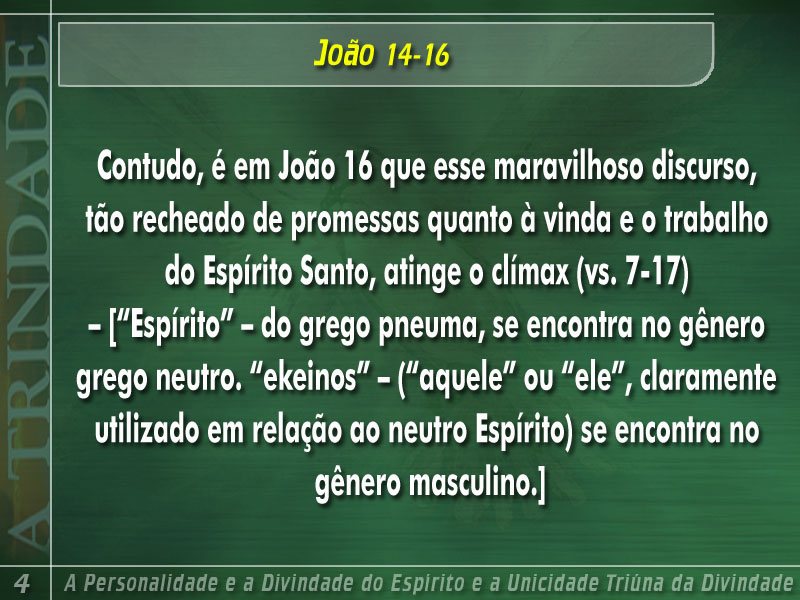 João 14-16
Contudo, é em João 16 que esse maravilhoso discurso,
tão recheado de promessas quanto à vinda e o trabalho
do Espírito Santo, atinge o clímax (vs. 7-17)
– [“Espírito” – do grego pneuma, se encontra no gênero
grego neutro. “ekeinos” – (“aquele” ou “ele”, claramente
utilizado em relação ao neutro Espírito) se encontra no
gênero masculino.]
A TRINDADE
4
A Personalidade e a Divindade do Espírito e a Unicidade Triúna da Divindade